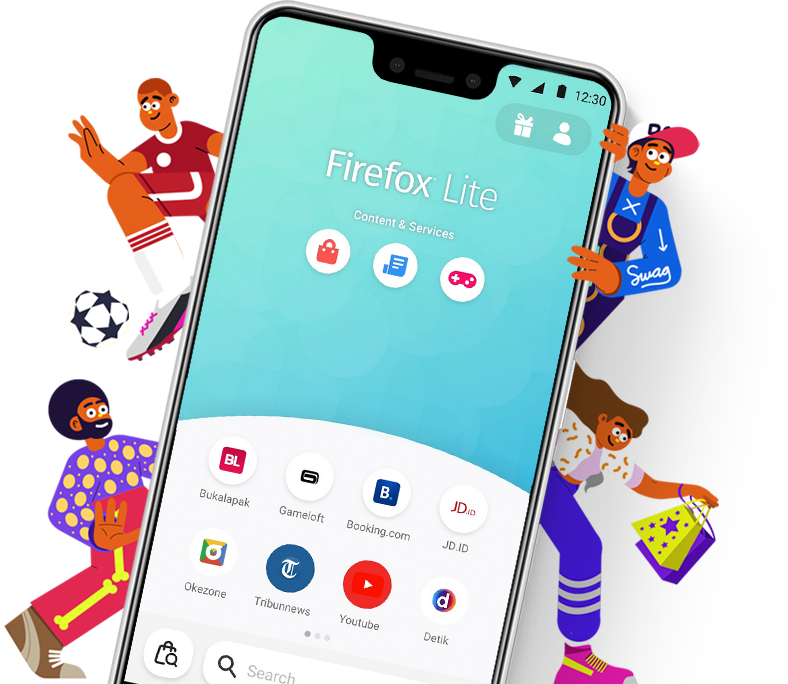 12:30
Firefox Lite
Content & Services
Swag
BL
B.
JD.ID
Bukalapak
Gameloft
Booking.com
JD.ID
T
Okezone
Tribunnews
Youtube
Detik
d
Search